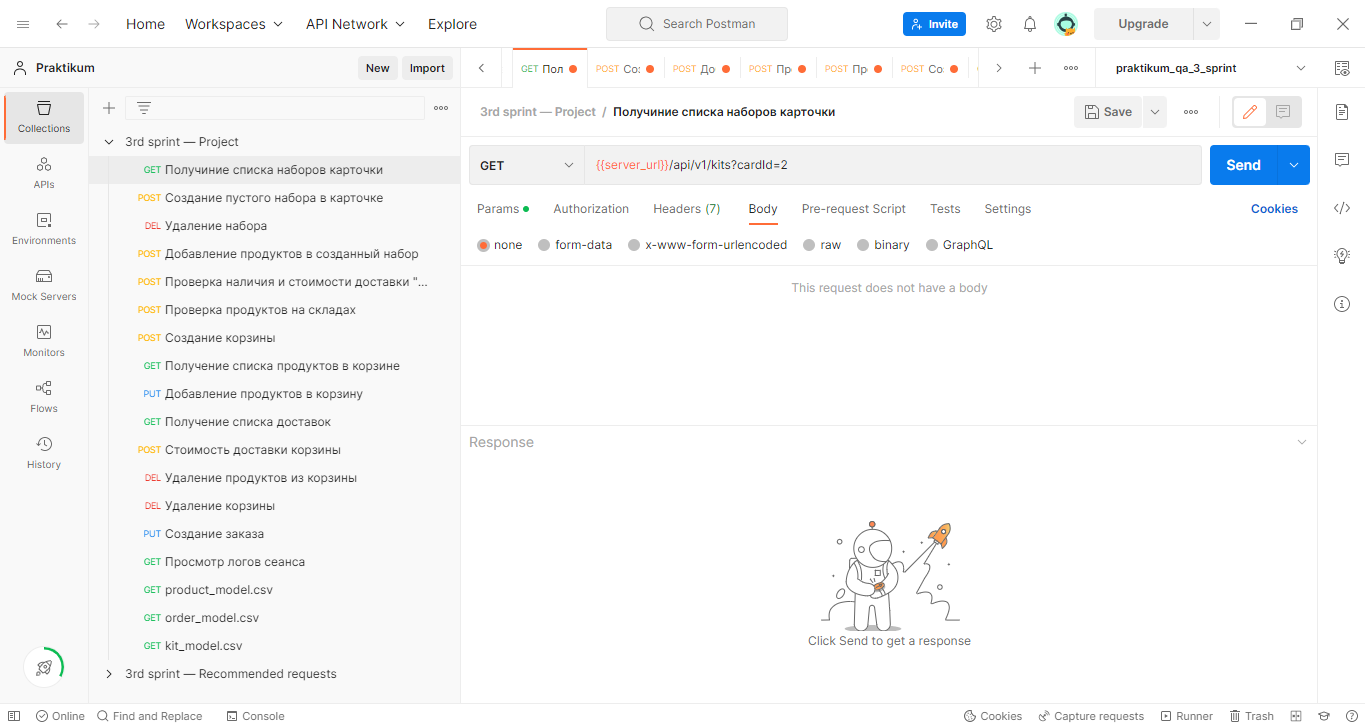 Home Workspaces API Network Explore Search Postman Invite Upgrade
Praktikum New Import GET Пол POST Соз POST До POST Пр POST Пр POST Со praktikum_qa_3_sprint
Collections
APIs
Environments
Mock Servers
Monitors
Flows
History
3rd sprint — Project
GET Получиние списка наборов карточки
POST Создание пустого набора в карточке
DEL Удаление набора
POST Добавление продуктов в созданный набор
POST Проверка наличия и стоимости доставки "...
POST Проверка продуктов на складах
POST Создание корзины
GET Получение списка продуктов в корзине
PUT Добавление продуктов в корзину
GET Получение списка доставок
POST Стоимость доставки корзины
DEL Удаление продуктов из корзины
DEL Удаление корзины
PUT Создание заказа
GET Просмотр логов сеанса
GET product_model.csv
GET order_model.csv
GET kit_model.csv
3rd sprint — Recommended requests
3rd sprint — Project / Получиние списка наборов карточки Save
GET {{server_url}}/api/v1/kits?cardId=2 Send
Params Authorization Headers (7) Body Pre-request Script Tests Settings Cookies
none form-data x-www-form-urlencoded raw binary GraphQL
This request does not have a body
Response
Click Send to get a response
Online Find and Replace Console Cookies Capture requests Runner Trash